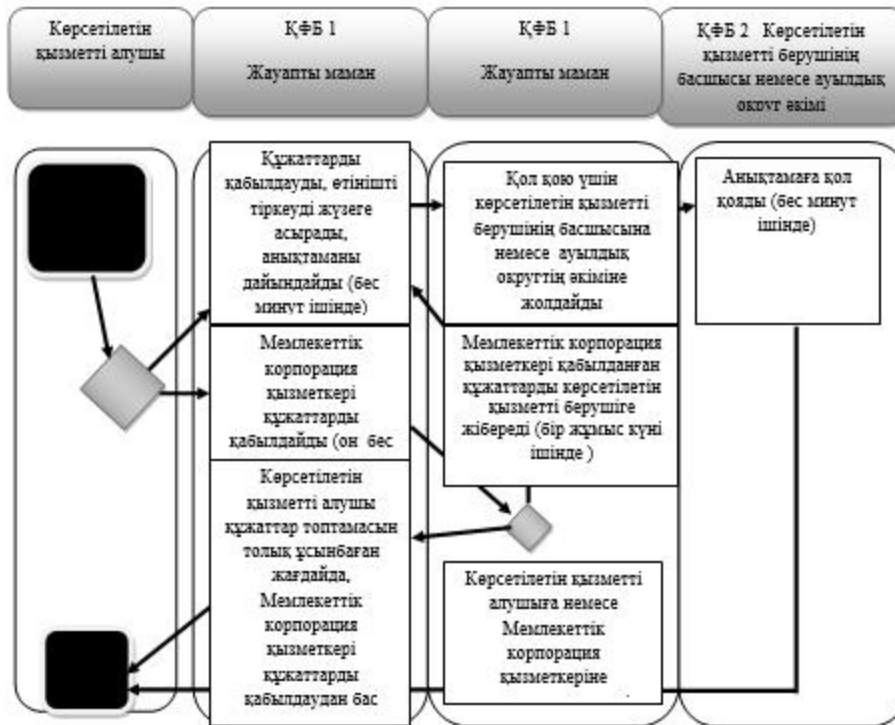 Көрсетілетін
қызметті алушы
ҚФБ 1
Жауапты маман
ҚФБ 1
Жауапты маман
ҚФБ 2 Көрсетілетін
қызметті берушінің
басшысы немесе ауылдық
округ әкімі
Құжаттарды
қабылдауды, өтінішті
тіркеуді жүзеге
асырады,
анықтаманы
дайындайды (бес
минут ішінде)
Қол қою үшін
көрсетілетін қызметті
берушінің басшысына
немесе ауылдық
округтің әкіміне
жолдайды
Анықтамаға қол
қояды (бес минут
ішінде)
Мемлекеттік
корпорация
қызметкері
құжаттарды
қабылдайды (он бес
Мемлекеттік корпорация
қызметкері қабылданған
құжаттарды көрсетілетін
қызметті берушіге
жібереді (бір жұмыс күні
ішінде )
Көрсетілетін
қызметті алушы
құжаттар топтамасын
толық ұсынбаған
жағдайда,
Мемлекеттік
корпорация
қызметкері
құжаттарды
қабылдаудан бас
Көрсетілетін қызметті
алушыға немесе
Мемлекеттік
корпорация
қызметкеріне